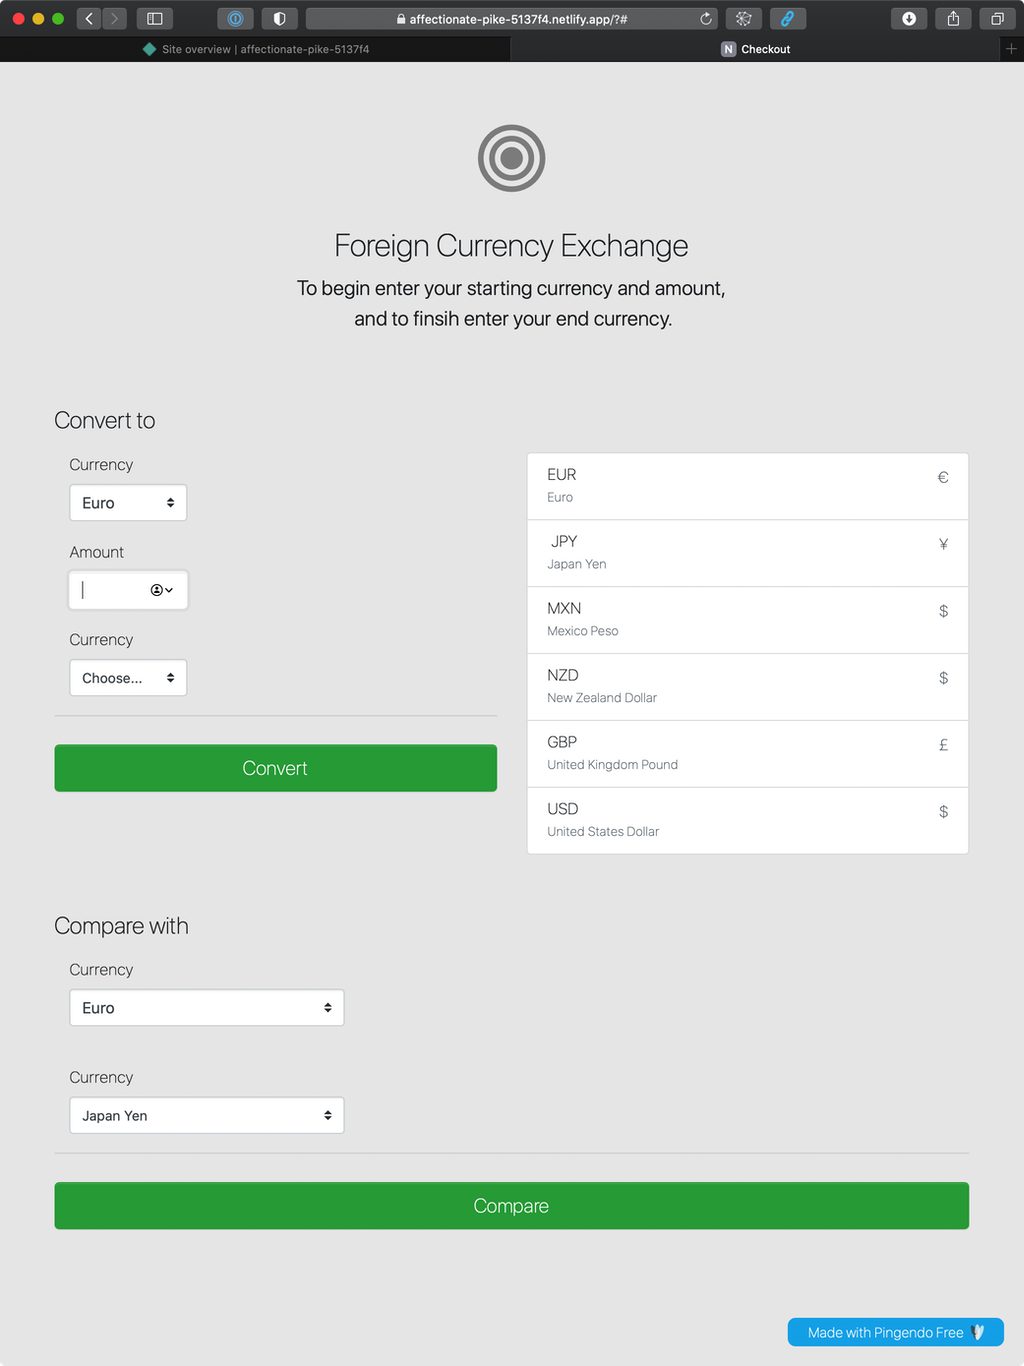 affectionate-pike-5137f4.netlify.app/?#
Site overview | affectionate-pike-5137f4
N Checkout
Foreign Currency Exchange
To begin enter your starting currency and amount,
and to finsih enter your end currency.
Convert to
Currency
Euro
Amount
Currency
Choose...
Convert
EUR €
Euro
JPY ¥
Japan Yen
MXN $
Mexico Peso
NZD $
New Zealand Dollar
GBP £
United Kingdom Pound
USD $
United States Dollar
Compare with
Currency
Euro
Currency
Japan Yen
Compare
Made with Pingendo Free